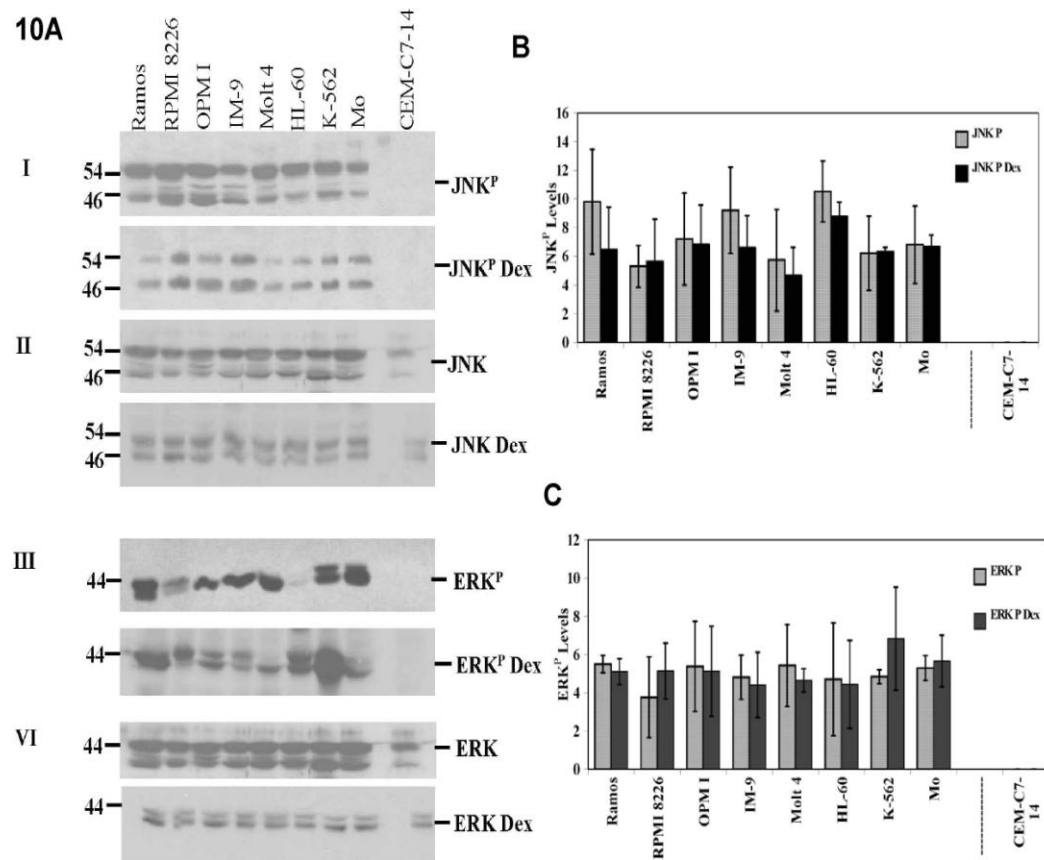 10A
Ramos
RPMI 8226
OPM I
IM-9
Molt 4
HL-60
K-562
Mo
CEM-C7-14
I
54
46
JNKᴾ
54
46
JNKᴾ Dex
II
54
46
JNK
54
46
JNK Dex
III
44
ERKᴾ
44
ERKᴾ Dex
VI
44
ERK
44
ERK Dex
B
JNKᴾ Levels
16
14
12
10
8
6
4
2
0
JNK P
JNK P Dex
Ramos
RPMI 8226
OPM I
IM-9
Molt 4
HL-60
K-562
Mo
CEM-C7-
14
C
ERKᴾ Levels
12
10
8
6
4
2
0
ERK P
ERK P Dex
Ramos
RPMI 8226
OPM I
IM-9
Molt 4
HL-60
K-562
Mo
CEM-C7-
14